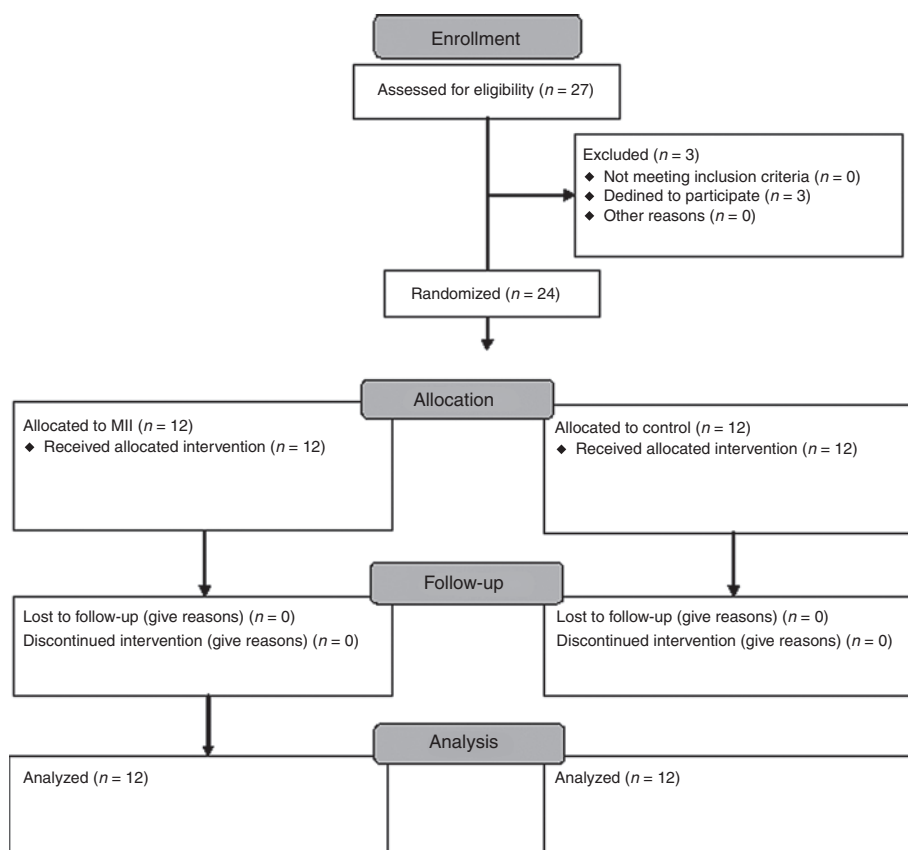 Enrollment
Assessed for eligibility (n = 27)
Excluded (n = 3)
◆ Not meeting inclusion criteria (n = 0)
◆ Dedined to participate (n = 3)
◆ Other reasons (n = 0)
Randomized (n = 24)
Allocation
Allocated to MII (n = 12)
◆ Received allocated intervention (n = 12)
Allocated to control (n = 12)
◆ Received allocated intervention (n = 12)
Follow-up
Lost to follow-up (give reasons) (n = 0)
Discontinued intervention (give reasons) (n = 0)
Lost to follow-up (give reasons) (n = 0)
Discontinued intervention (give reasons) (n = 0)
Analysis
Analyzed (n = 12)
Analyzed (n = 12)